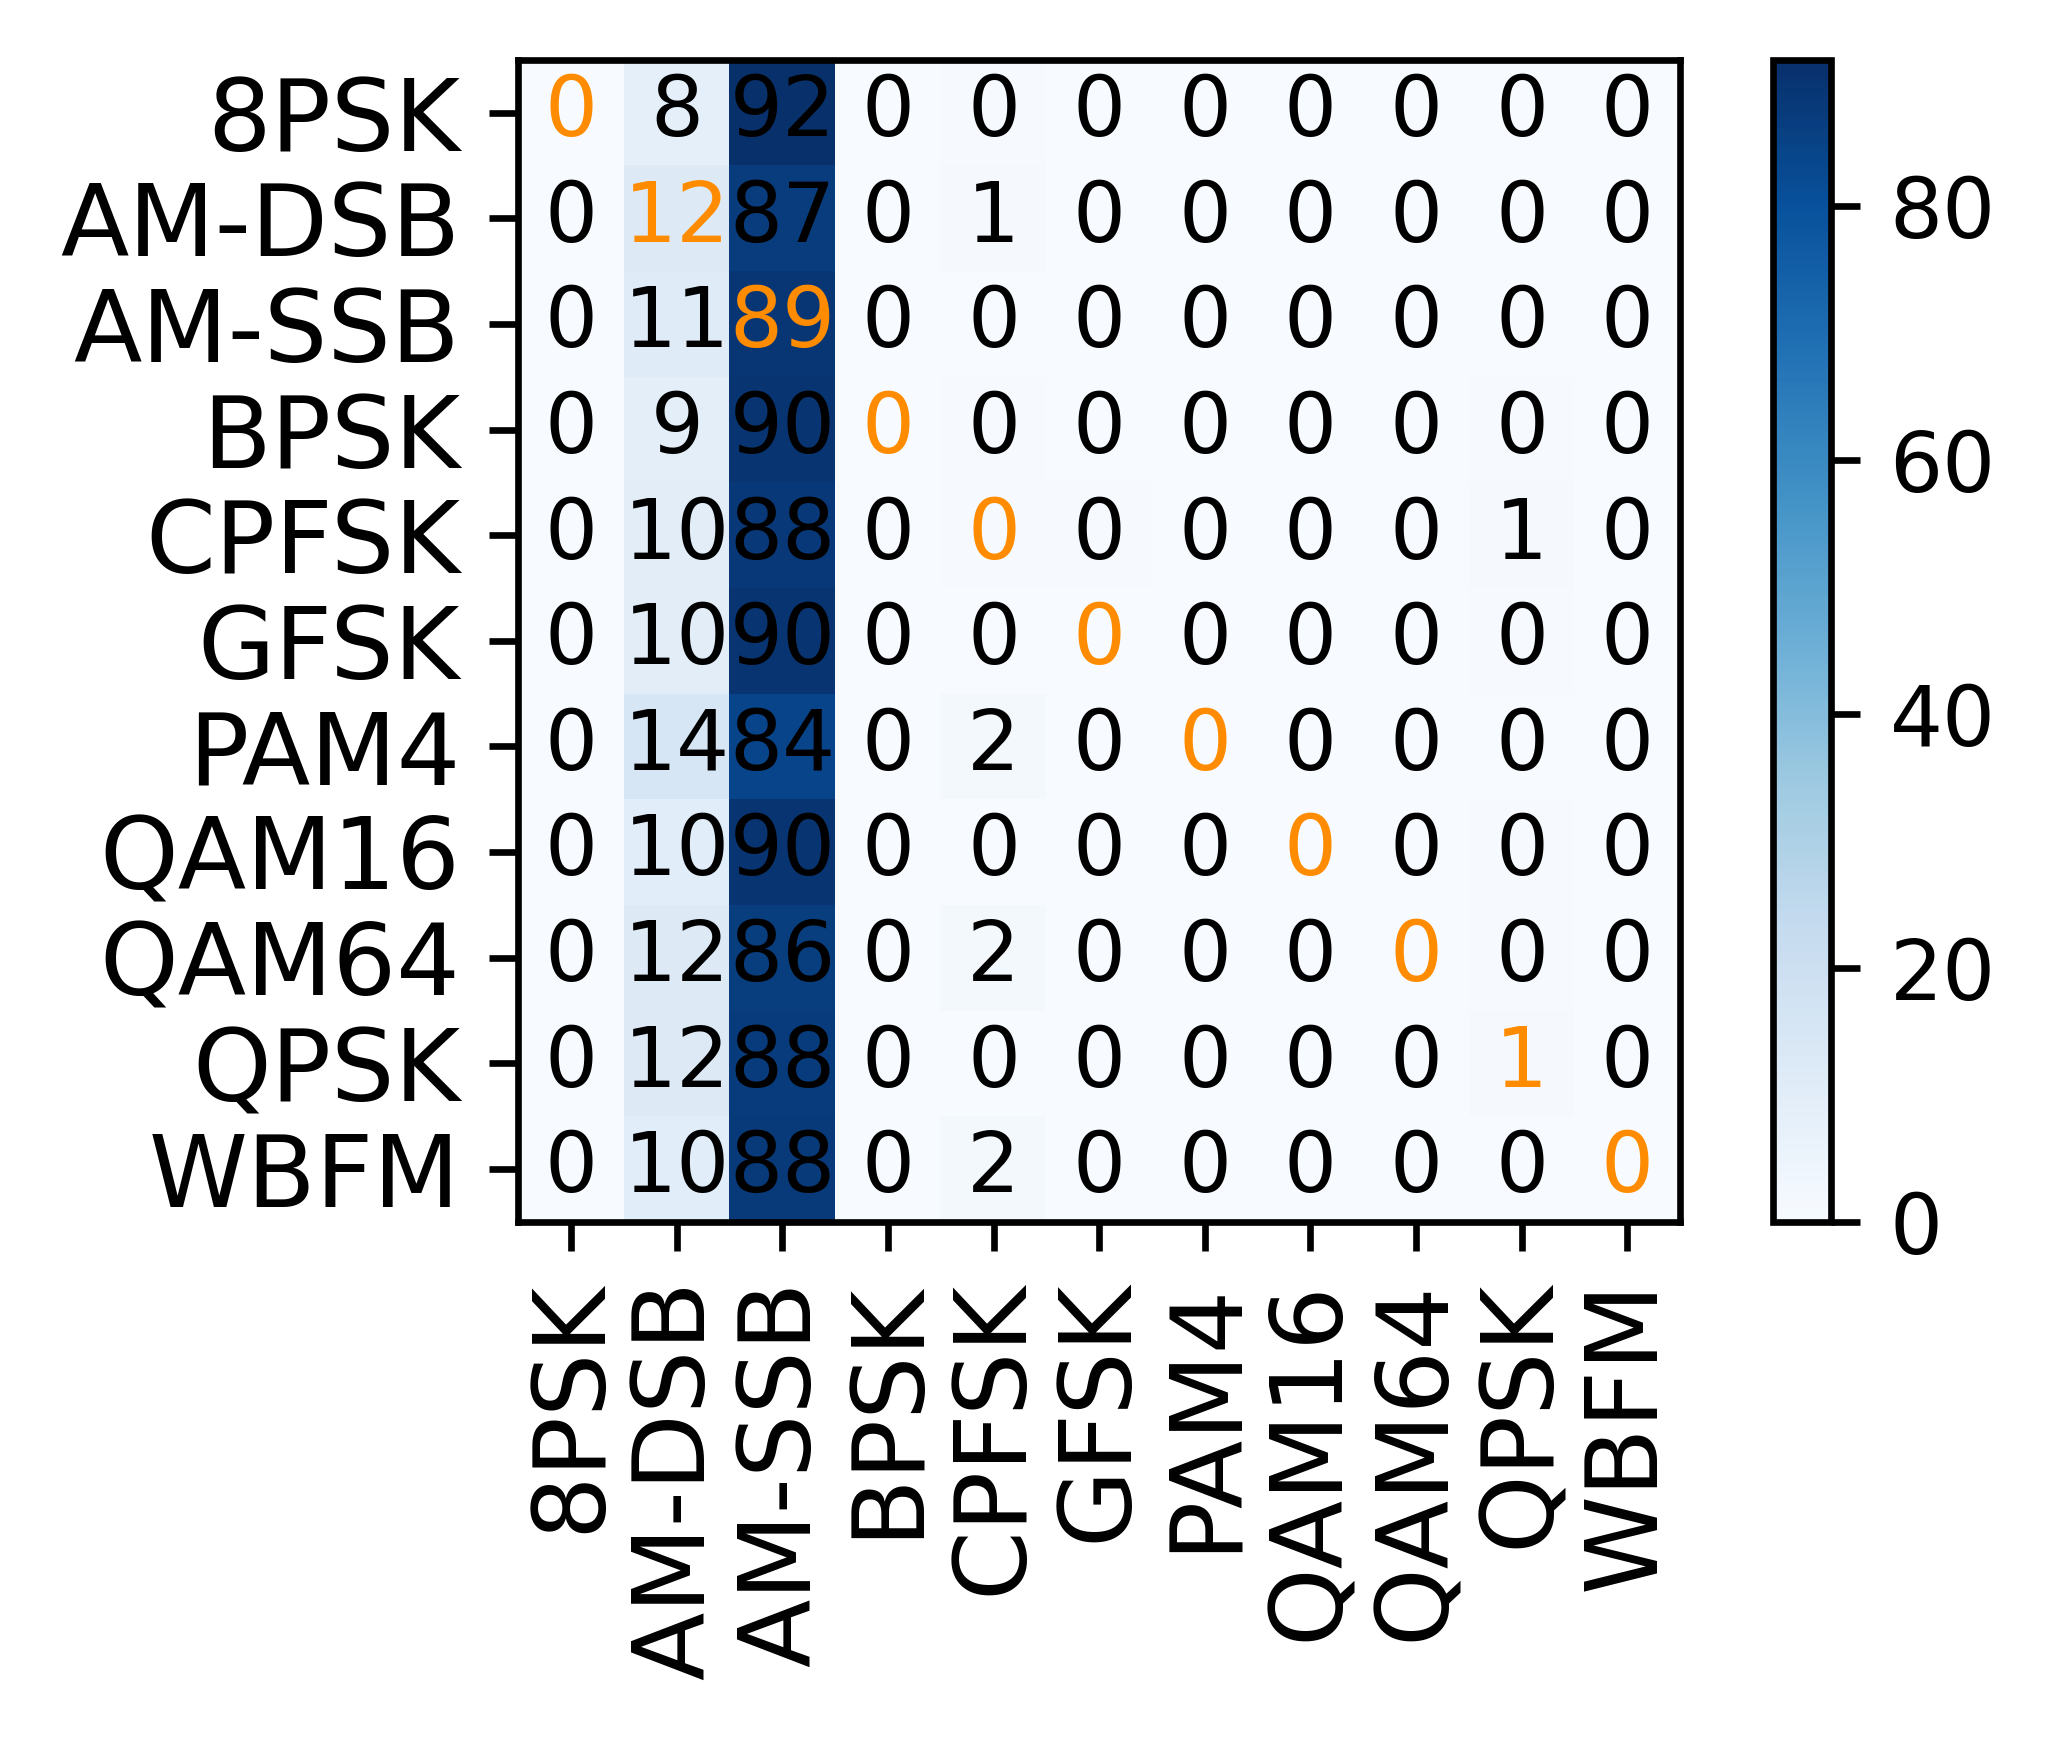 8PSK 0 8 92 0 0 0 0 0 0 0 0
AM-DSB 0 12 87 0 1 0 0 0 0 0 0 80
AM-SSB 0 11 89 0 0 0 0 0 0 0 0
BPSK 0 9 90 0 0 0 0 0 0 0 0 60
CPFSK 0 10 88 0 0 0 0 0 0 1 0
GFSK 0 10 90 0 0 0 0 0 0 0 0
PAM4 0 14 84 0 2 0 0 0 0 0 0 40
QAM16 0 10 90 0 0 0 0 0 0 0 0
QAM64 0 12 86 0 2 0 0 0 0 0 0 20
QPSK 0 12 88 0 0 0 0 0 0 1 0
WBFM 0 10 88 0 2 0 0 0 0 0 0 0
8PSK AM-DSB AM-SSB BPSK CPFSK GFSK PAM4 QAM16 QAM64 QPSK WBFM